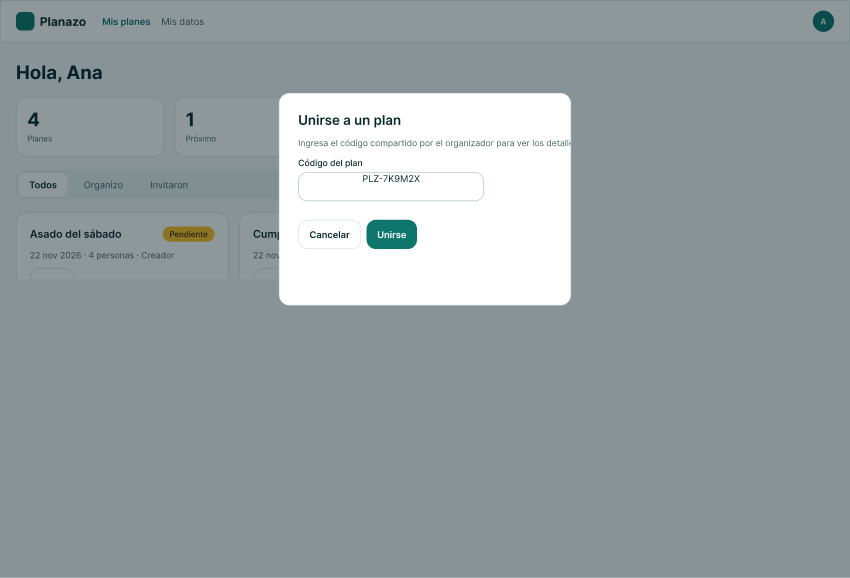 Planazo Mis planes Mis datos A
Hola, Ana
4
Planes
1
Próximo
Todos Organizo Invitaron
Asado del sábado Pendiente
22 nov 2026 · 4 personas · Creador
Cump
22 nov
Unirse a un plan
Ingresa el código compartido por el organizador para ver los detalle
Código del plan
PLZ-7K9M2X
Cancelar Unirse